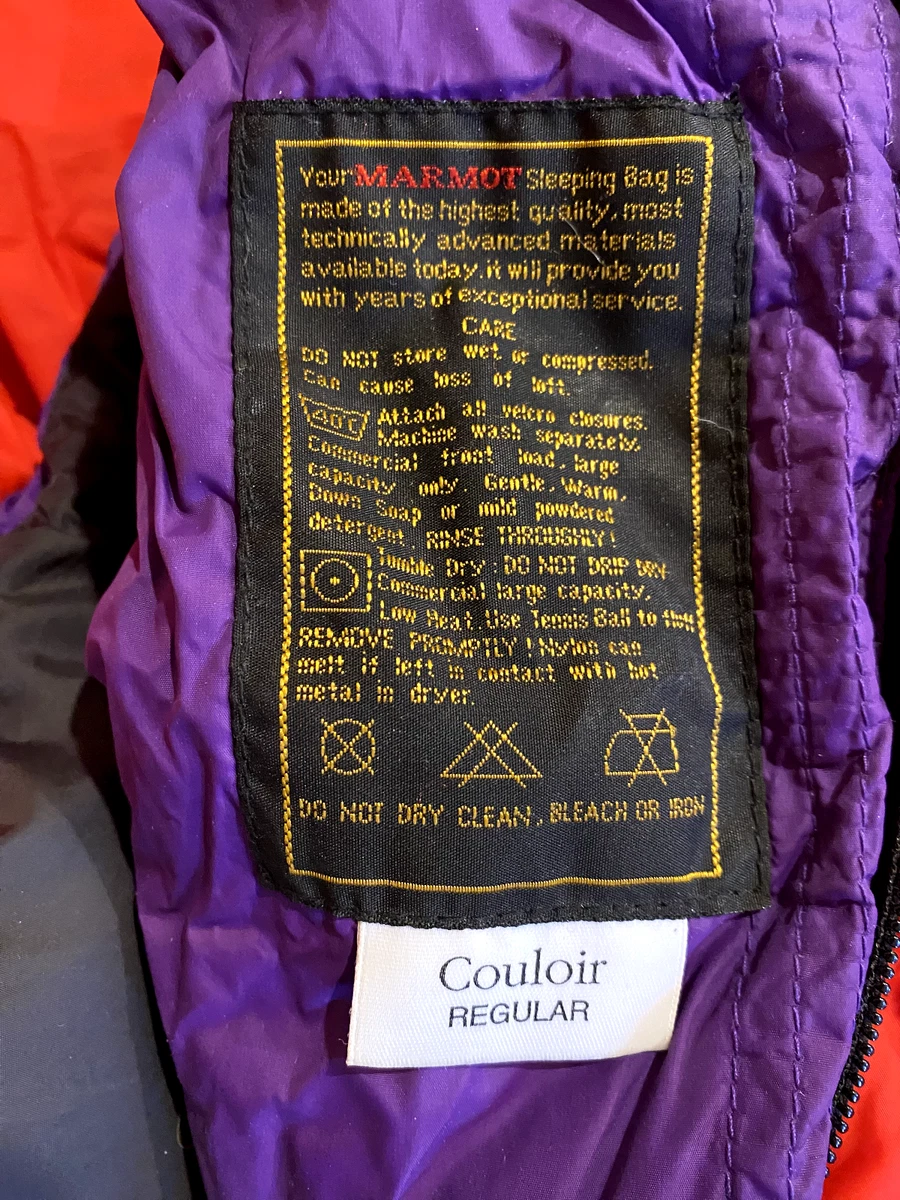 Your MARMOT Sleeping Bag is
made of the highest quality, most
technically advanced materials
available today. it will provide you
with years of exceptional service.
CARE
DO NOT store wet or compressed.
Can cause loss of loft.
40°C Attach all velcro closures.
Machine wash separately.
Commercial front load, large
capacity only. Gentle, Warm,
Down Soap or mild powdered
detergent. RINSE THROUGHLY!
Tumble Dry: DO NOT DRIP DRY
Commercial large capacity.
Low Heat. Use Tennis Ball to fluff
REMOVE PROMPTLY! Nylon can
melt if left in contact with hot
metal in dryer.
DO NOT DRY CLEAN, BLEACH OR IRON
Couloir
REGULAR